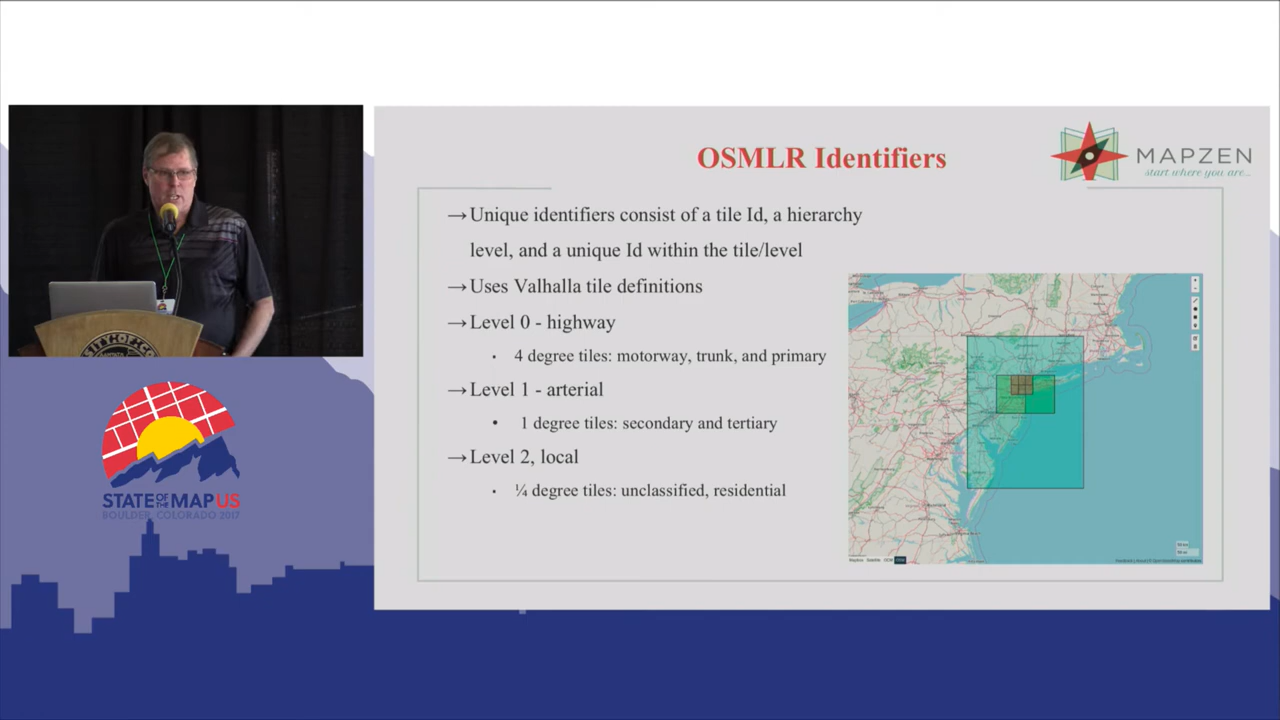 OSMLR Identifiers
MAPZEN
start where you are...
→Unique identifiers consist of a tile Id, a hierarchy
level, and a unique Id within the tile/level
→Uses Valhalla tile definitions
→Level 0 - highway
· 4 degree tiles: motorway, trunk, and primary
→Level 1 - arterial
• 1 degree tiles: secondary and tertiary
→Level 2, local
· ¼ degree tiles: unclassified, residential
STATE OF THE MAP US
BOULDER, COLORADO 2017